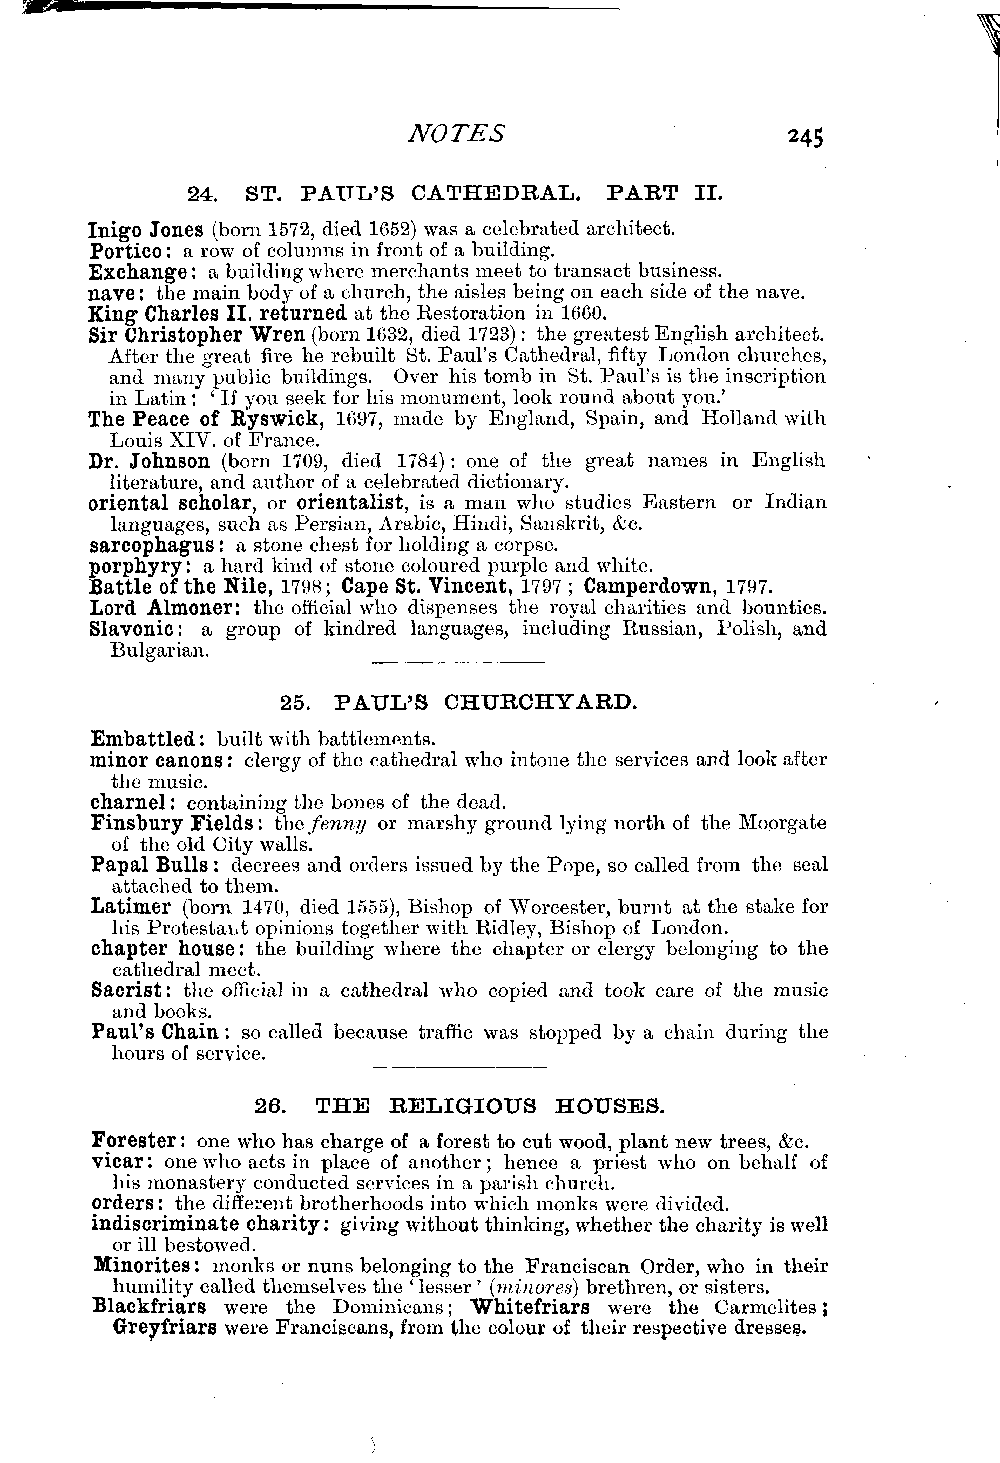 NOTES 245
24. ST. PAUL'S CATHEDRAL. PART II.
Inigo Jones (born 1572, died 1652) was a celebrated architect.
Portico: a row of columns in front of a building.
Exchange: a building where merchants meet to transact business.
nave: the main body of a church, the aisles being on each side of the nave.
King Charles II. returned at the Restoration in 1660.
Sir Christopher Wren (born 1632, died 1723): the greatest English architect.
After the great fire he rebuilt St. Paul's Cathedral, fifty London churches,
and many public buildings. Over his tomb in St. Paul's is the inscription
in Latin: 'If you seek for his monument, look round about you.'
The Peace of Ryswick, 1697, made by England, Spain, and Holland with
Louis XIV. of France.
Dr. Johnson (born 1709, died 1784): one of the great names in English
literature, and author of a celebrated dictionary.
oriental scholar, or orientalist, is a man who studies Eastern or Indian
languages, such as Persian, Arabic, Hindi, Sanskrit, &c.
sarcophagus: a stone chest for holding a corpse.
porphyry: a hard kind of stone coloured purple and white.
Battle of the Nile, 1798; Cape St. Vincent, 1797; Camperdown, 1797.
Lord Almoner: the official who dispenses the royal charities and bounties.
Slavonic: a group of kindred languages, including Russian, Polish, and
Bulgarian.
25. PAUL'S CHURCHYARD.
Embattled: built with battlements.
minor canons: clergy of the cathedral who intone the services and look after
the music.
charnel: containing the bones of the dead.
Finsbury Fields: the fenny or marshy ground lying north of the Moorgate
of the old City walls.
Papal Bulls: decrees and orders issued by the Pope, so called from the seal
attached to them.
Latimer (born 1470, died 1555), Bishop of Worcester, burnt at the stake for
his Protestant opinions together with Ridley, Bishop of London.
chapter house: the building where the chapter or clergy belonging to the
cathedral meet.
Sacrist: the official in a cathedral who copied and took care of the music
and books.
Paul's Chain: so called because traffic was stopped by a chain during the
hours of service.
26. THE RELIGIOUS HOUSES.
Forester: one who has charge of a forest to cut wood, plant new trees, &c.
vicar: one who acts in place of another; hence a priest who on behalf of
his monastery conducted services in a parish church.
orders: the different brotherhoods into which monks were divided.
indiscriminate charity: giving without thinking, whether the charity is well
or ill bestowed.
Minorites: monks or nuns belonging to the Franciscan Order, who in their
humility called themselves the 'lesser' (minores) brethren, or sisters.
Blackfriars were the Dominicans; Whitefriars were the Carmelites;
Greyfriars were Franciscans, from the colour of their respective dresses.